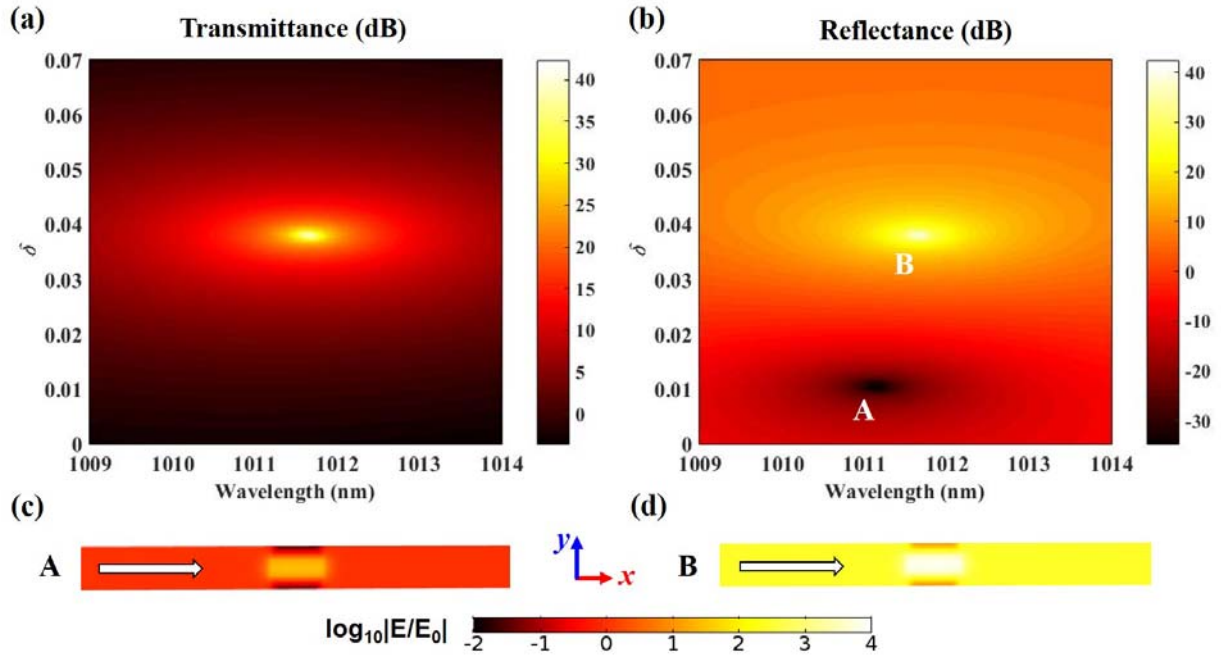 (a)
Transmittance (dB)
0.07
0.06
0.05
0.04
0.03
0.02
0.01
0
δ
1009 1010 1011 1012 1013 1014
Wavelength (nm)
40
35
30
25
20
15
10
5
0
(b)
Reflectance (dB)
0.07
0.06
0.05
0.04
0.03
0.02
0.01
0
δ
B
A
1009 1010 1011 1012 1013 1014
Wavelength (nm)
40
30
20
10
0
-10
-20
-30
(c)
A
y
x
(d)
B
log10|E/E0|
-2 -1 0 1 2 3 4